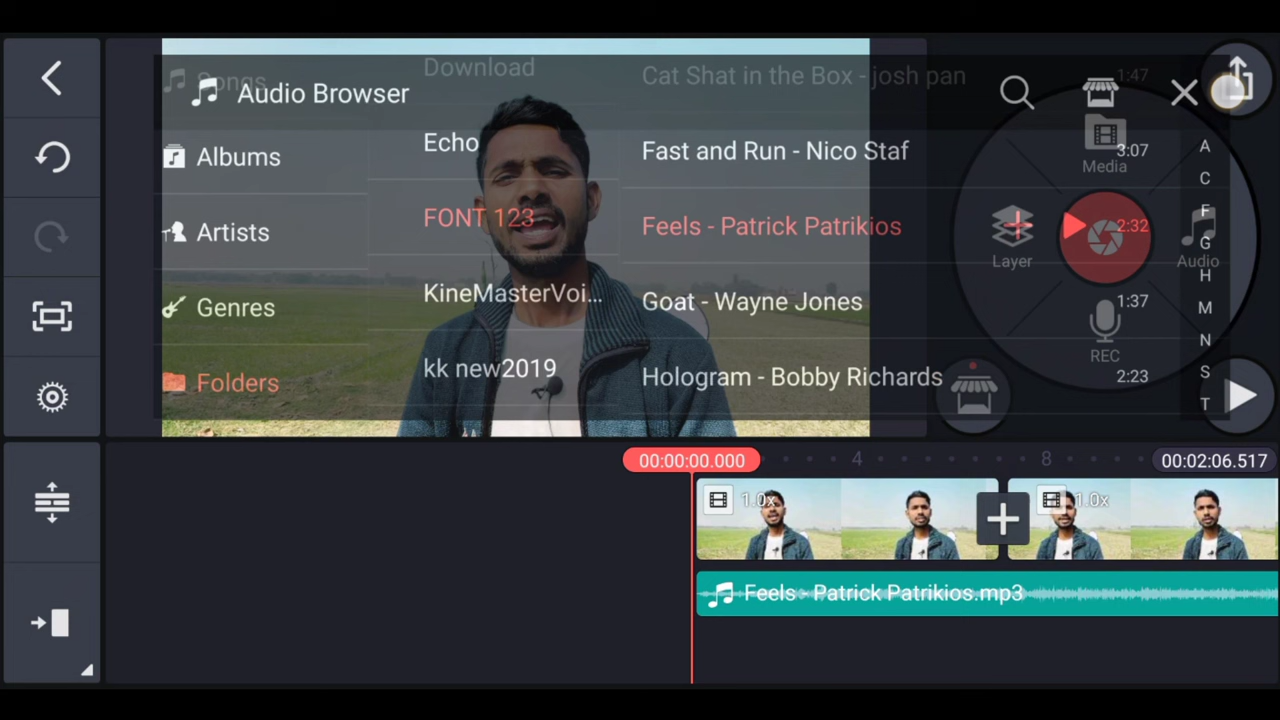 Songs
Download
Cat Shat in the Box - josh pan
1:47
Audio Browser
Albums
Echo
Fast and Run - Nico Staf
3:07
Media
Artists
FONT 123
Feels - Patrick Patrikios
2:32
Layer
Audio
Genres
KineMasterVoi...
Goat - Wayne Jones
1:37
REC
Folders
kk new2019
Hologram - Bobby Richards
2:23
A
C
F
G
H
M
N
S
T
00:00:00.000
4
8
00:02:06.517
1.0x
1.0x
Feels - Patrick Patrikios.mp3